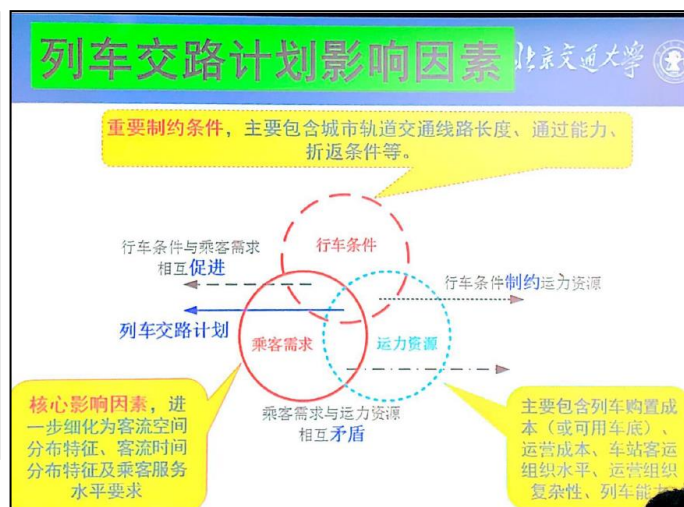 列车交路计划影响因素
北京交通大学
重要制约条件，主要包含城市轨道交通线路长度、通过能力、
折返条件等。
行车条件
行车条件与乘客需求
相互促进
行车条件制约运力资源
列车交路计划
乘客需求
运力资源
核心影响因素，进
一步细化为客流空间
分布特征、客流时间
分布特征及乘客服务
水平要求
乘客需求与运力资源
相互矛盾
主要包含列车购置成
本（或可用车底）、
运营成本、车站客运
组织水平、运营组织
复杂性、列车能力